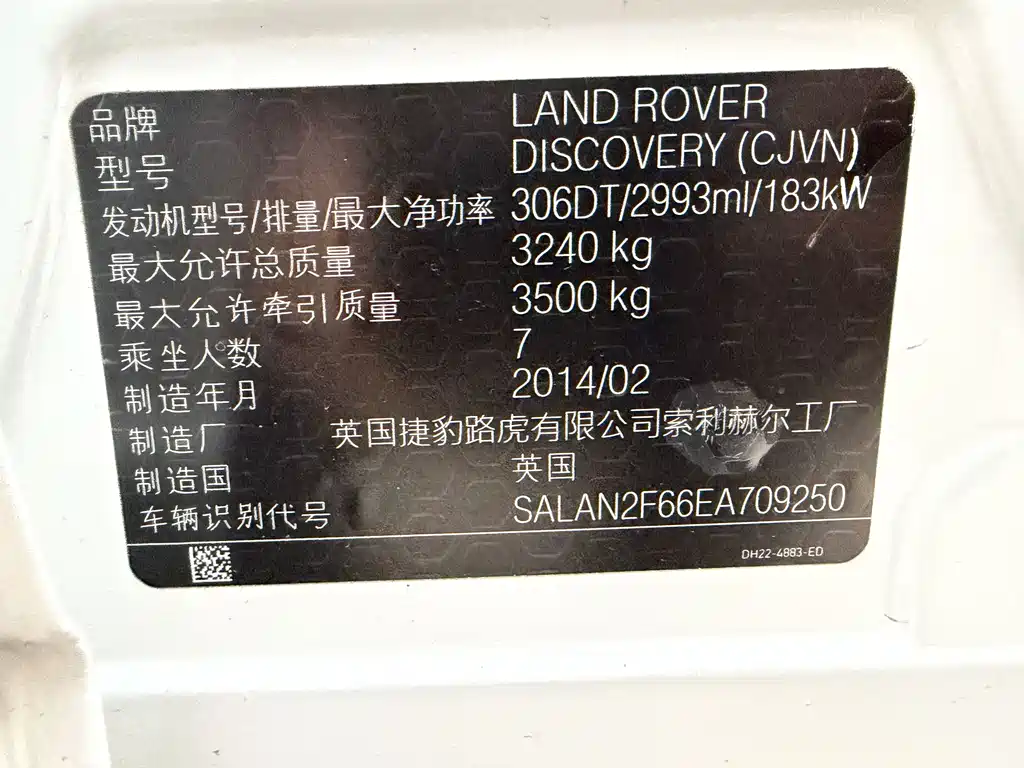 品牌 LAND ROVER
型号 DISCOVERY (CJVN)
发动机型号/排量/最大净功率 306DT/2993ml/183kW
最大允许总质量 3240 kg
最大允许牵引质量 3500 kg
乘坐人数 7
制造年月 2014/02
制造厂 英国捷豹路虎有限公司索利赫尔工厂
制造国 英国
车辆识别代号 SALAN2F66EA709250
DH22-4883-ED